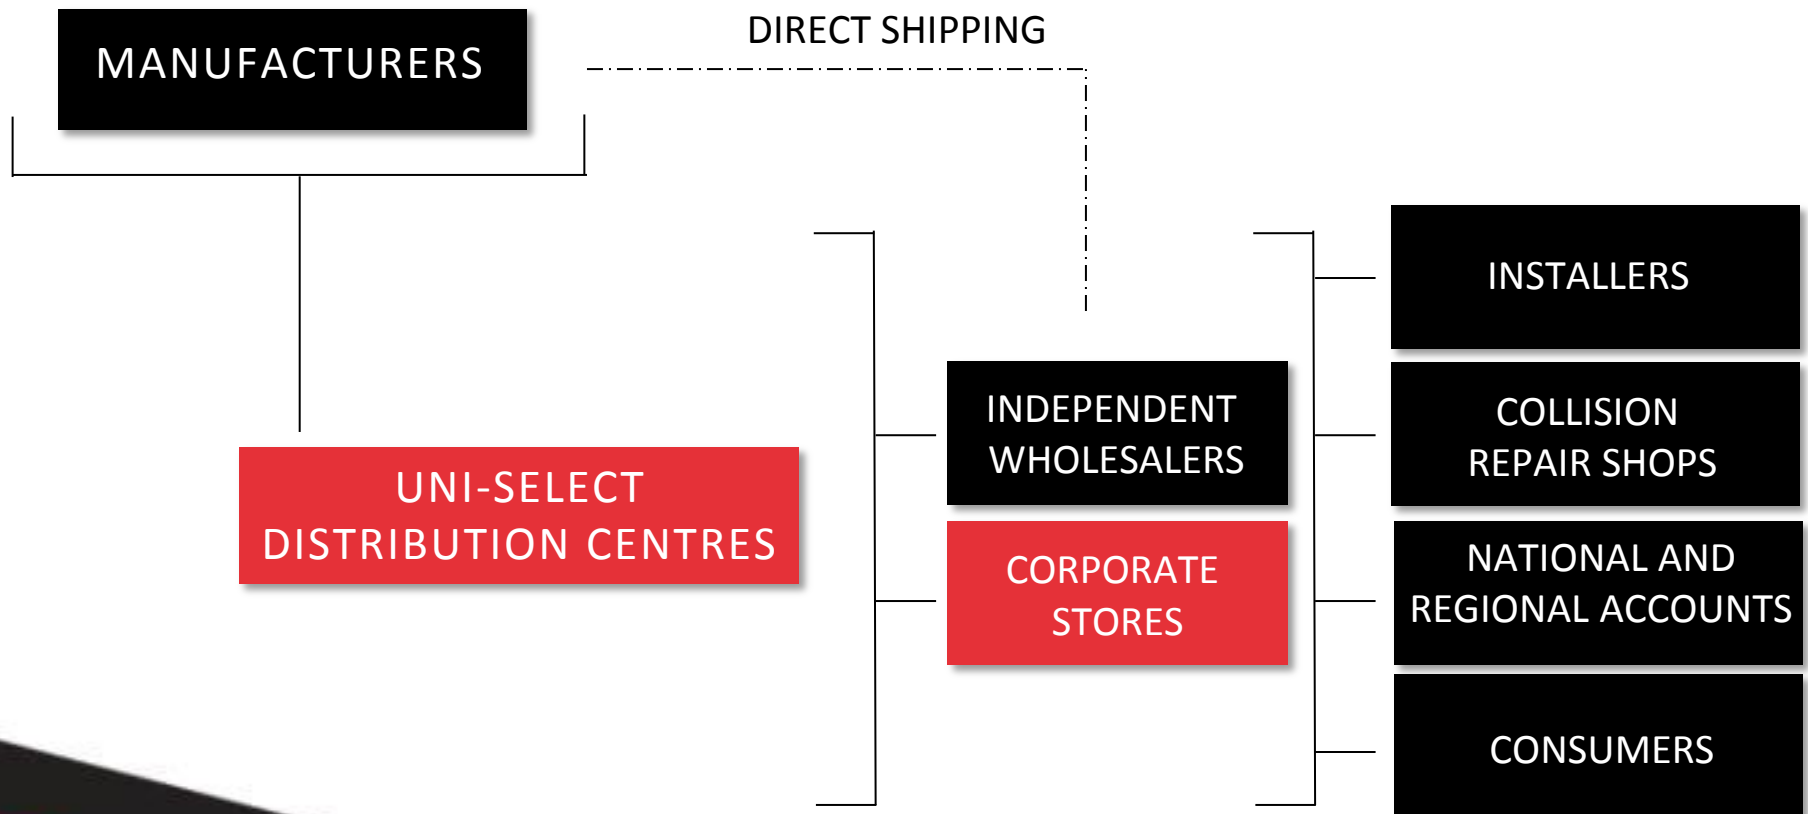 MANUFACTURERS
DIRECT SHIPPING
UNI-SELECT
DISTRIBUTION CENTRES
INDEPENDENT
WHOLESALERS
CORPORATE
STORES
INSTALLERS
COLLISION
REPAIR SHOPS
NATIONAL AND
REGIONAL ACCOUNTS
CONSUMERS